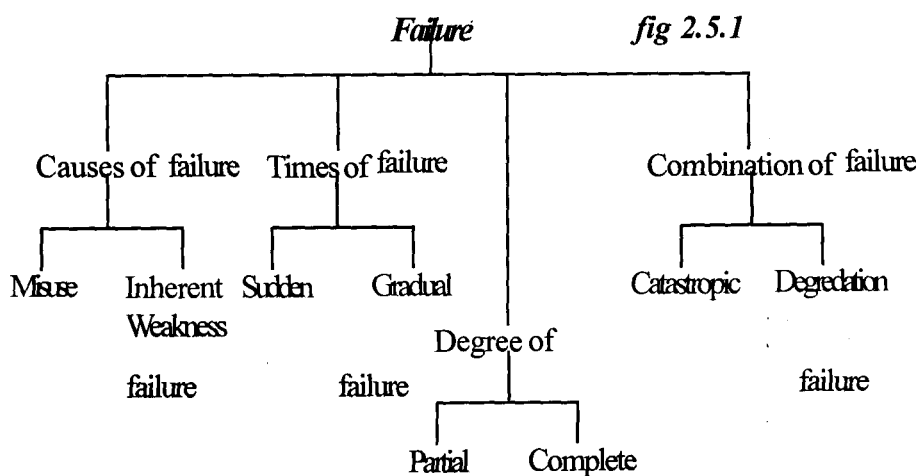 Failure fig 2.5.1
Causes of failure Times of failure Combination of failure
Misuse Inherent Sudden Gradual Catastropic Degredation
Weakness
Degree of
failure failure failure
Partial Complete